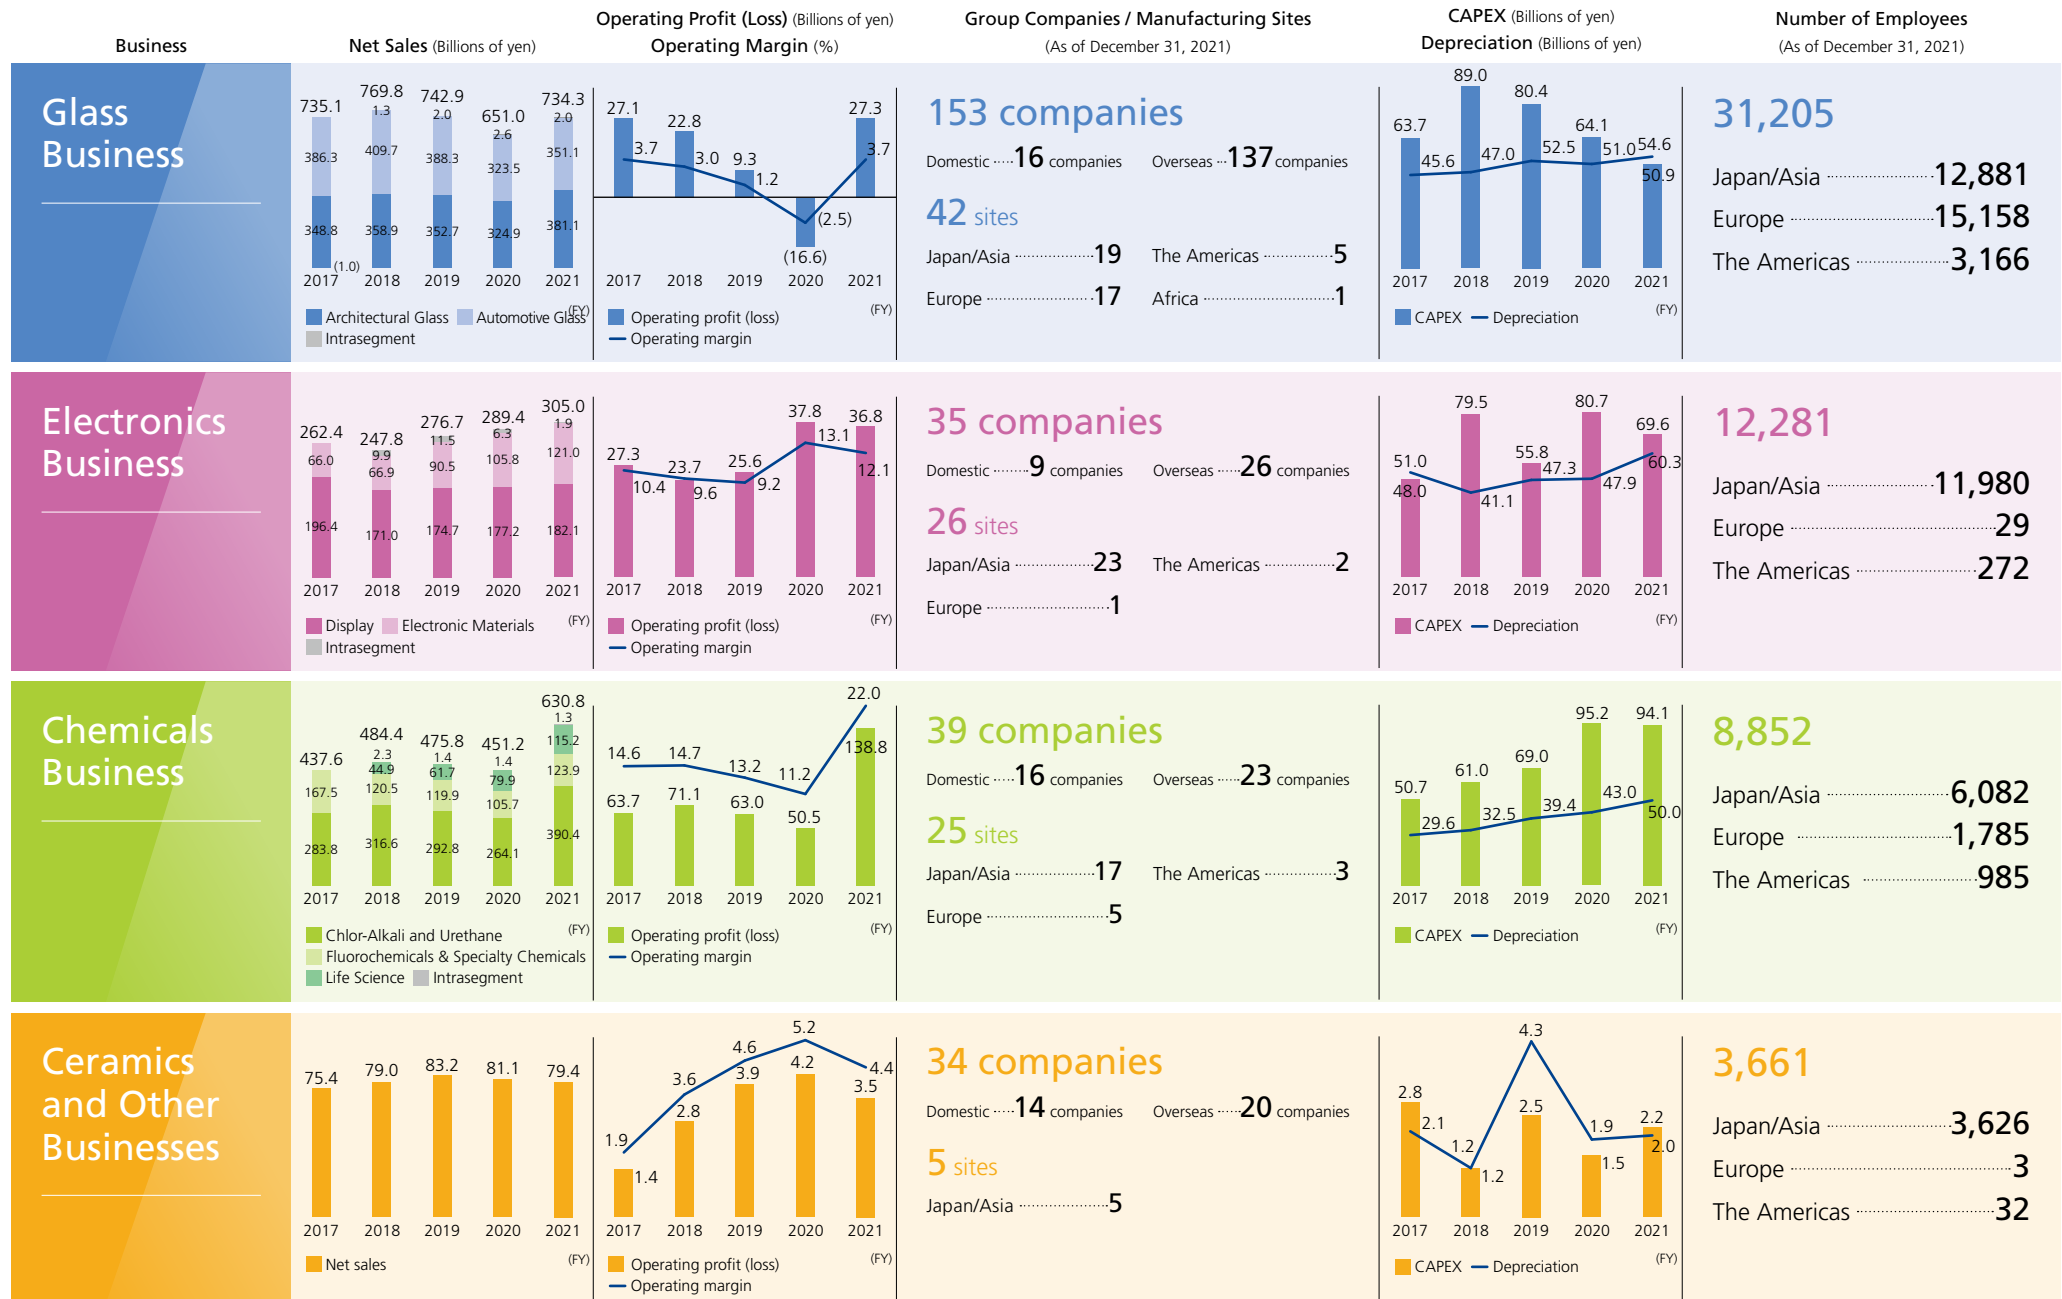 Business
Net Sales (Billions of yen)
Operating Profit (Loss) (Billions of yen)
Operating Margin (%)
Group Companies / Manufacturing Sites
(As of December 31, 2021)
CAPEX (Billions of yen)
Depreciation (Billions of yen)
Number of Employees
(As of December 31, 2021)
Glass
Business
735.1 769.8 742.9 651.0 734.3
1.3 2.0 2.6 2.0
386.3 409.7 388.3 323.5 351.1
348.8 358.9 352.7 324.9 381.1
(1.0)
2017 2018 2019 2020 2021
(FY)
Architectural Glass Automotive Glass
Intrasegment
27.1 22.8 9.3 (16.6) 27.3
3.7 3.0 1.2 (2.5) 3.7
2017 2018 2019 2020 2021
(FY)
Operating profit (loss)
Operating margin
153 companies
Domestic 16 companies Overseas 137 companies
42 sites
Japan/Asia 19 The Americas 5
Europe 17 Africa 1
63.7 89.0 80.4 64.1 50.9
45.6 47.0 52.5 51.0 54.6
2017 2018 2019 2020 2021
(FY)
CAPEX Depreciation
31,205
Japan/Asia 12,881
Europe 15,158
The Americas 3,166
Electronics
Business
262.4 247.8 276.7 289.4 305.0
9.9 11.5 6.3 1.9
66.0 66.9 90.5 105.8 121.0
196.4 171.0 174.7 177.2 182.1
2017 2018 2019 2020 2021
(FY)
Display Electronic Materials
Intrasegment
27.3 23.7 25.6 37.8 36.8
10.4 9.6 9.2 13.1 12.1
2017 2018 2019 2020 2021
(FY)
Operating profit (loss)
Operating margin
35 companies
Domestic 9 companies Overseas 26 companies
26 sites
Japan/Asia 23 The Americas 2
Europe 1
48.0 79.5 55.8 80.7 69.6
51.0 41.1 47.3 47.9 60.3
2017 2018 2019 2020 2021
(FY)
CAPEX Depreciation
12,281
Japan/Asia 11,980
Europe 29
The Americas 272
Chemicals
Business
437.6 484.4 475.8 451.2 630.8
2.3 1.4 1.4 1.3
44.9 61.7 79.9 115.2
167.5 120.5 119.9 105.7 123.9
283.8 316.6 292.8 264.1 390.4
2017 2018 2019 2020 2021
(FY)
Chlor-Alkali and Urethane
Fluorochemicals & Specialty Chemicals
Life Science Intrasegment
14.6 14.7 13.2 11.2 22.0
63.7 71.1 63.0 50.5 138.8
2017 2018 2019 2020 2021
(FY)
Operating profit (loss)
Operating margin
39 companies
Domestic 16 companies Overseas 23 companies
25 sites
Japan/Asia 17 The Americas 3
Europe 5
50.7 61.0 69.0 95.2 94.1
29.6 32.5 39.4 43.0 50.0
2017 2018 2019 2020 2021
(FY)
CAPEX Depreciation
8,852
Japan/Asia 6,082
Europe 1,785
The Americas 985
Ceramics
and Other
Businesses
75.4 79.0 83.2 81.1 79.4
2017 2018 2019 2020 2021
(FY)
Net sales
1.9 3.6 4.6 5.2 4.4
1.4 2.8 3.9 4.2 3.5
2017 2018 2019 2020 2021
(FY)
Operating profit (loss)
Operating margin
34 companies
Domestic 14 companies Overseas 20 companies
5 sites
Japan/Asia 5
2.8 1.2 2.5 1.5 2.2
2.1 1.2 4.3 1.9 2.0
2017 2018 2019 2020 2021
(FY)
CAPEX Depreciation
3,661
Japan/Asia 3,626
Europe 3
The Americas 32